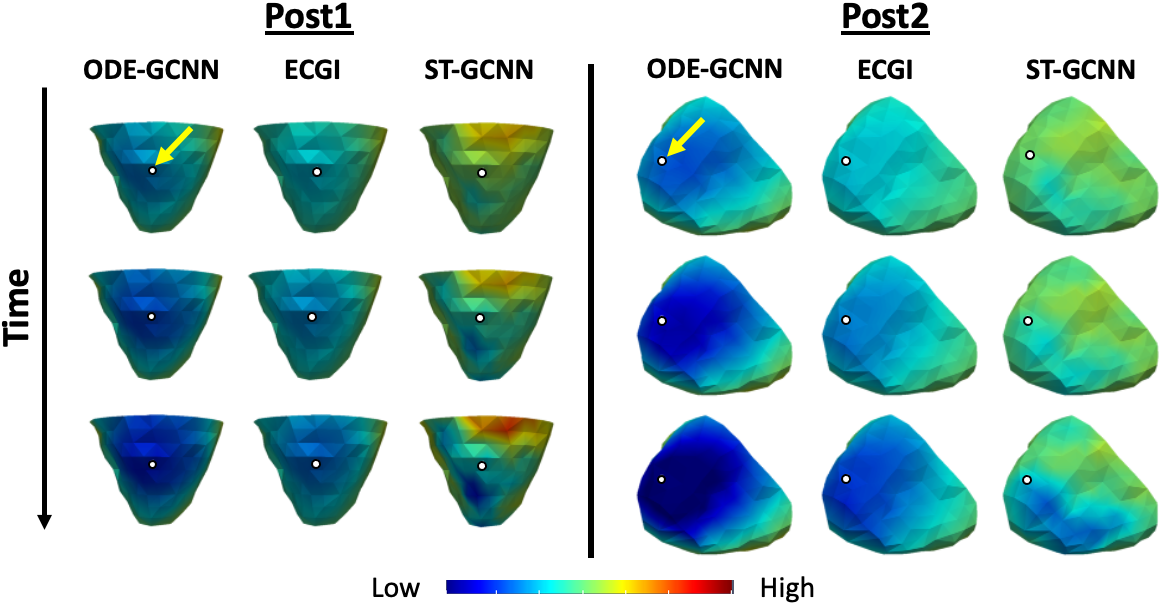 Post1
Post2
ODE-GCNN
ECGI
ST-GCNN
ODE-GCNN
ECGI
ST-GCNN
Time
Low
High